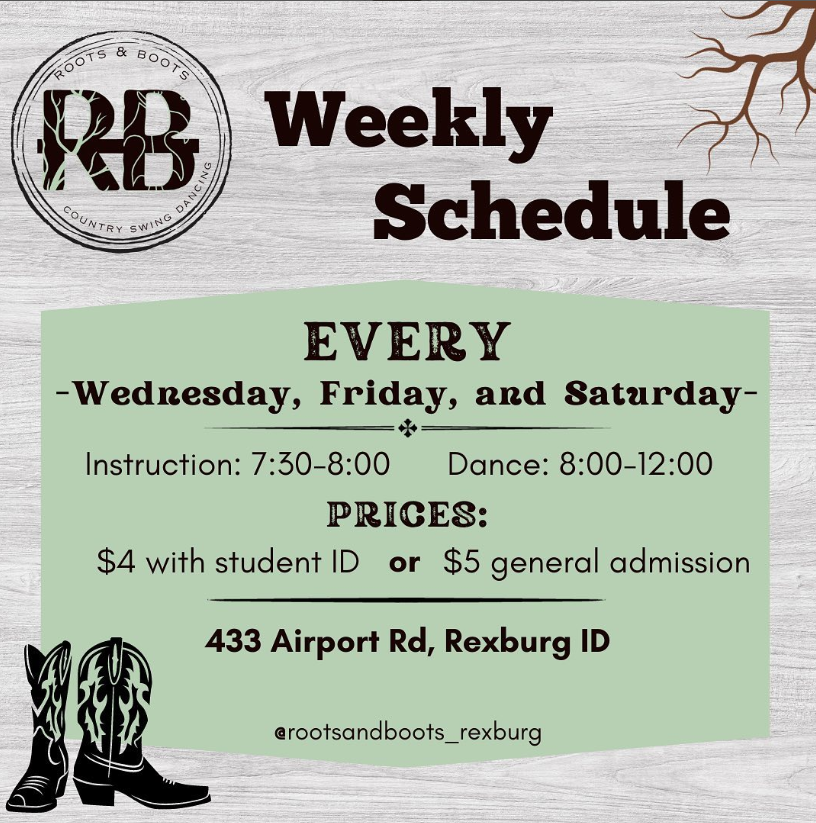 ROOTS & BOOTS
RB
COUNTRY SWING DANCING
Weekly
Schedule
EVERY
-Wednesday, Friday, and Saturday-
Instruction: 7:30-8:00 Dance: 8:00-12:00
PRICES:
$4 with student ID or $5 general admission
433 Airport Rd, Rexburg ID
@rootsandboots_rexburg